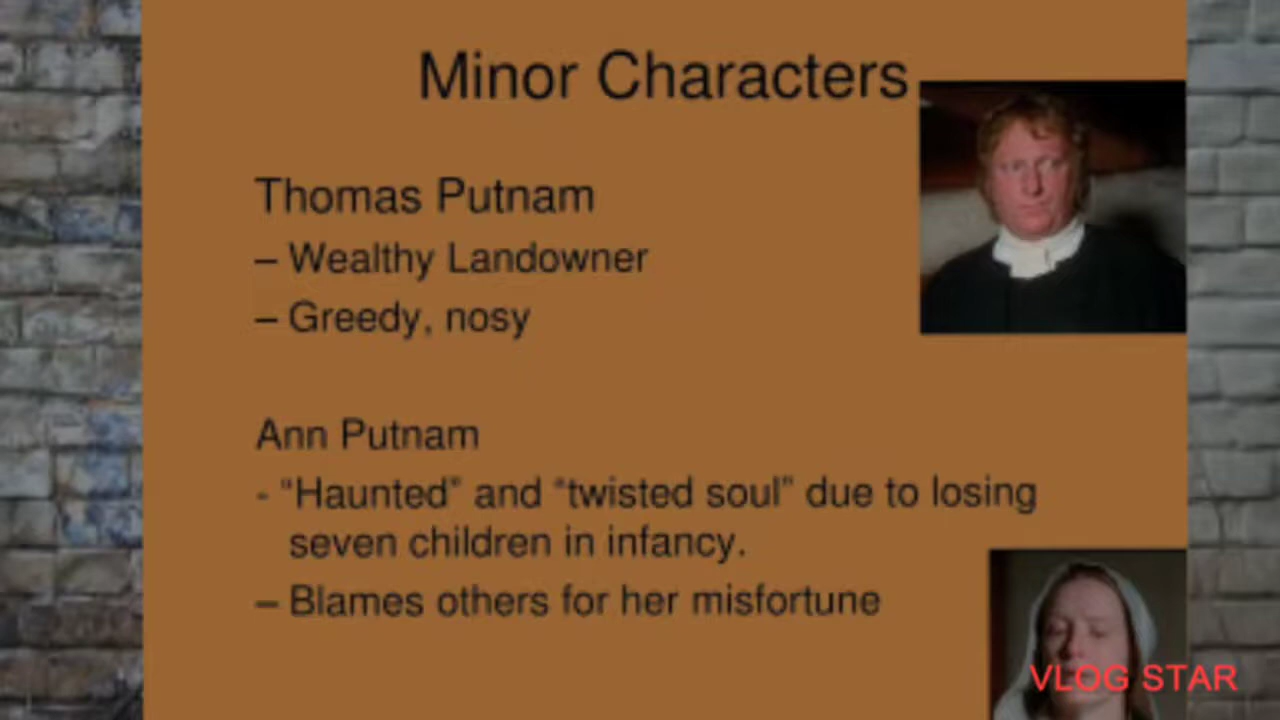 Minor Characters
Thomas Putnam
– Wealthy Landowner
– Greedy, nosy
Ann Putnam
- “Haunted” and “twisted soul” due to losing
seven children in infancy.
– Blames others for her misfortune
VLOG STAR